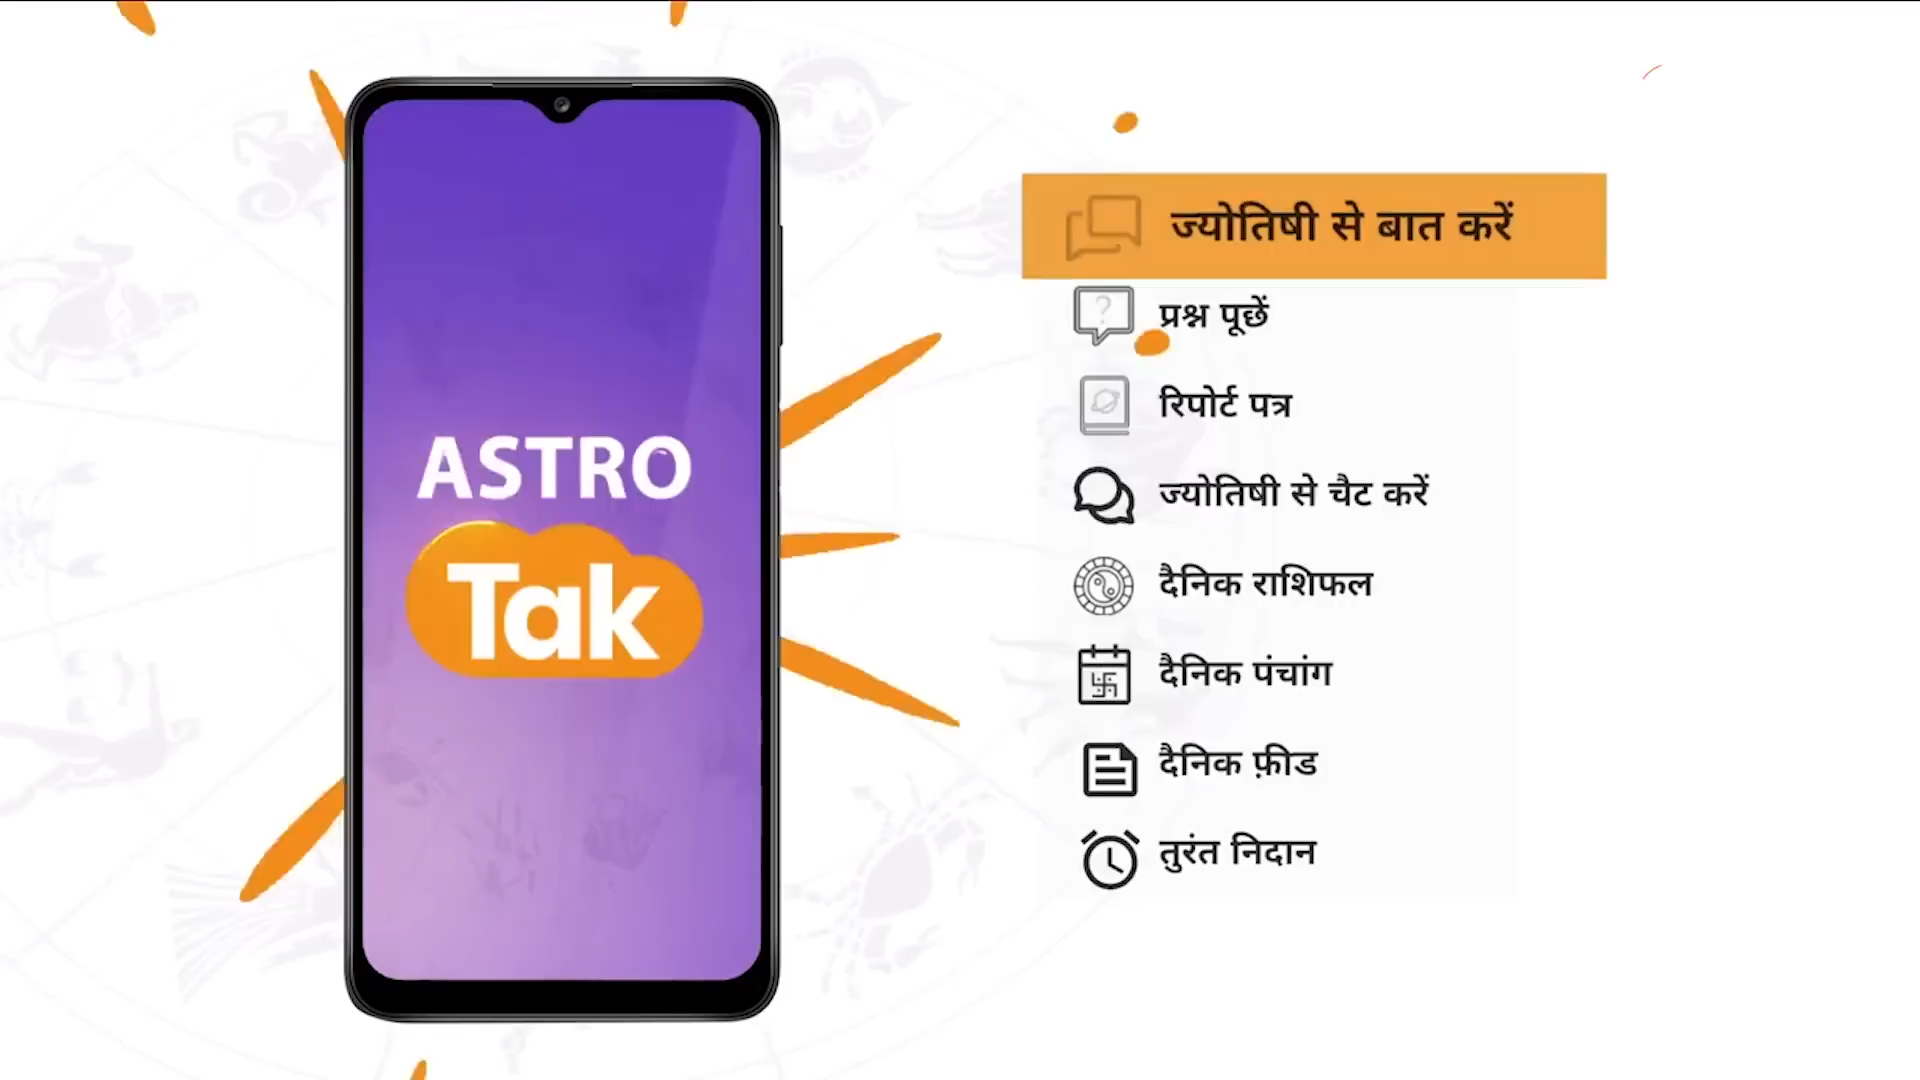 ASTRO
Tak
ज्योतिषी से बात करें
प्रश्न पूछें
रिपोर्ट पत्र
ज्योतिषी से चैट करें
दैनिक राशिफल
दैनिक पंचांग
दैनिक फ़ीड
तुरंत निदान